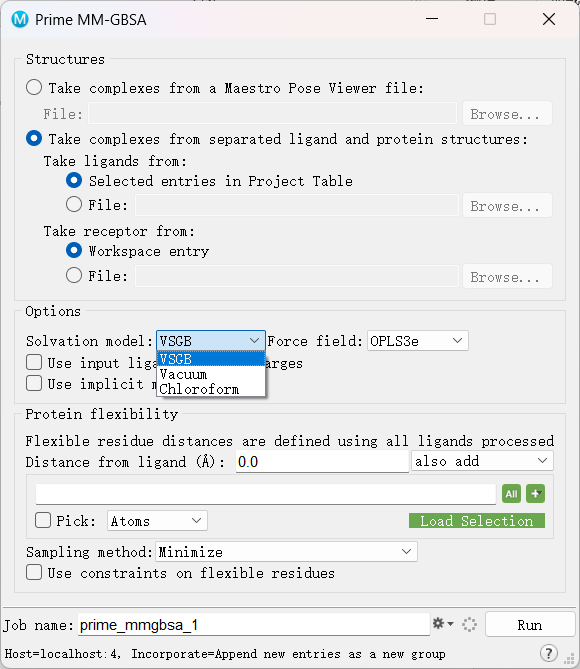 Prime MM-GBSA
Structures
Take complexes from a Maestro Pose Viewer file:
File:
Browse...
Take complexes from separated ligand and protein structures:
Take ligands from:
Selected entries in Project Table
File:
Browse...
Take receptor from:
Workspace entry
File:
Browse...
Options
Solvation model: VSGB Force field: OPLS3e
VSGB
Vacuum
Chloroform
Use input liga arges
Use implicit m
Protein flexibility
Flexible residue distances are defined using all ligands processed
Distance from ligand (Å): 0.0 also add
All +
Pick: Atoms Load Selection
Sampling method: Minimize
Use constraints on flexible residues
Job name: prime_mmgbsa_1 Run
Host=localhost:4, Incorporate=Append new entries as a new group ?